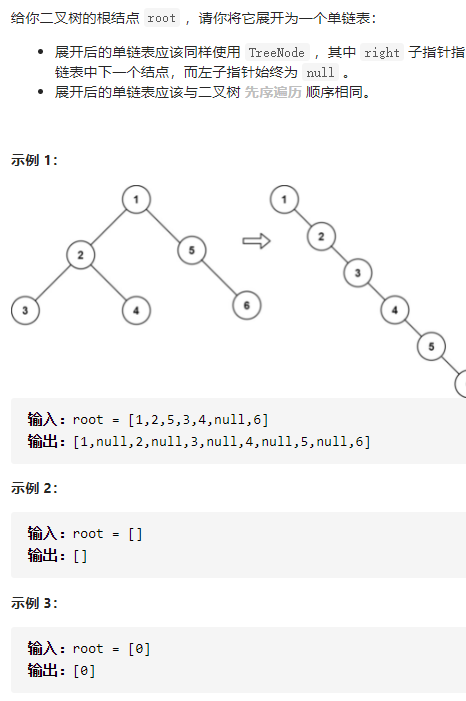 给你二叉树的根结点 root ，请你将它展开为一个单链表：
展开后的单链表应该同样使用 TreeNode ，其中 right 子指针指
链表中下一个结点，而左子指针始终为 null 。
展开后的单链表应该与二叉树 先序遍历 顺序相同。
示例 1：
1
2
5
3
4
6
1
2
3
4
5
输入：root = [1,2,5,3,4,null,6]
输出：[1,null,2,null,3,null,4,null,5,null,6]
示例 2：
输入：root = []
输出：[]
示例 3：
输入：root = [0]
输出：[0]